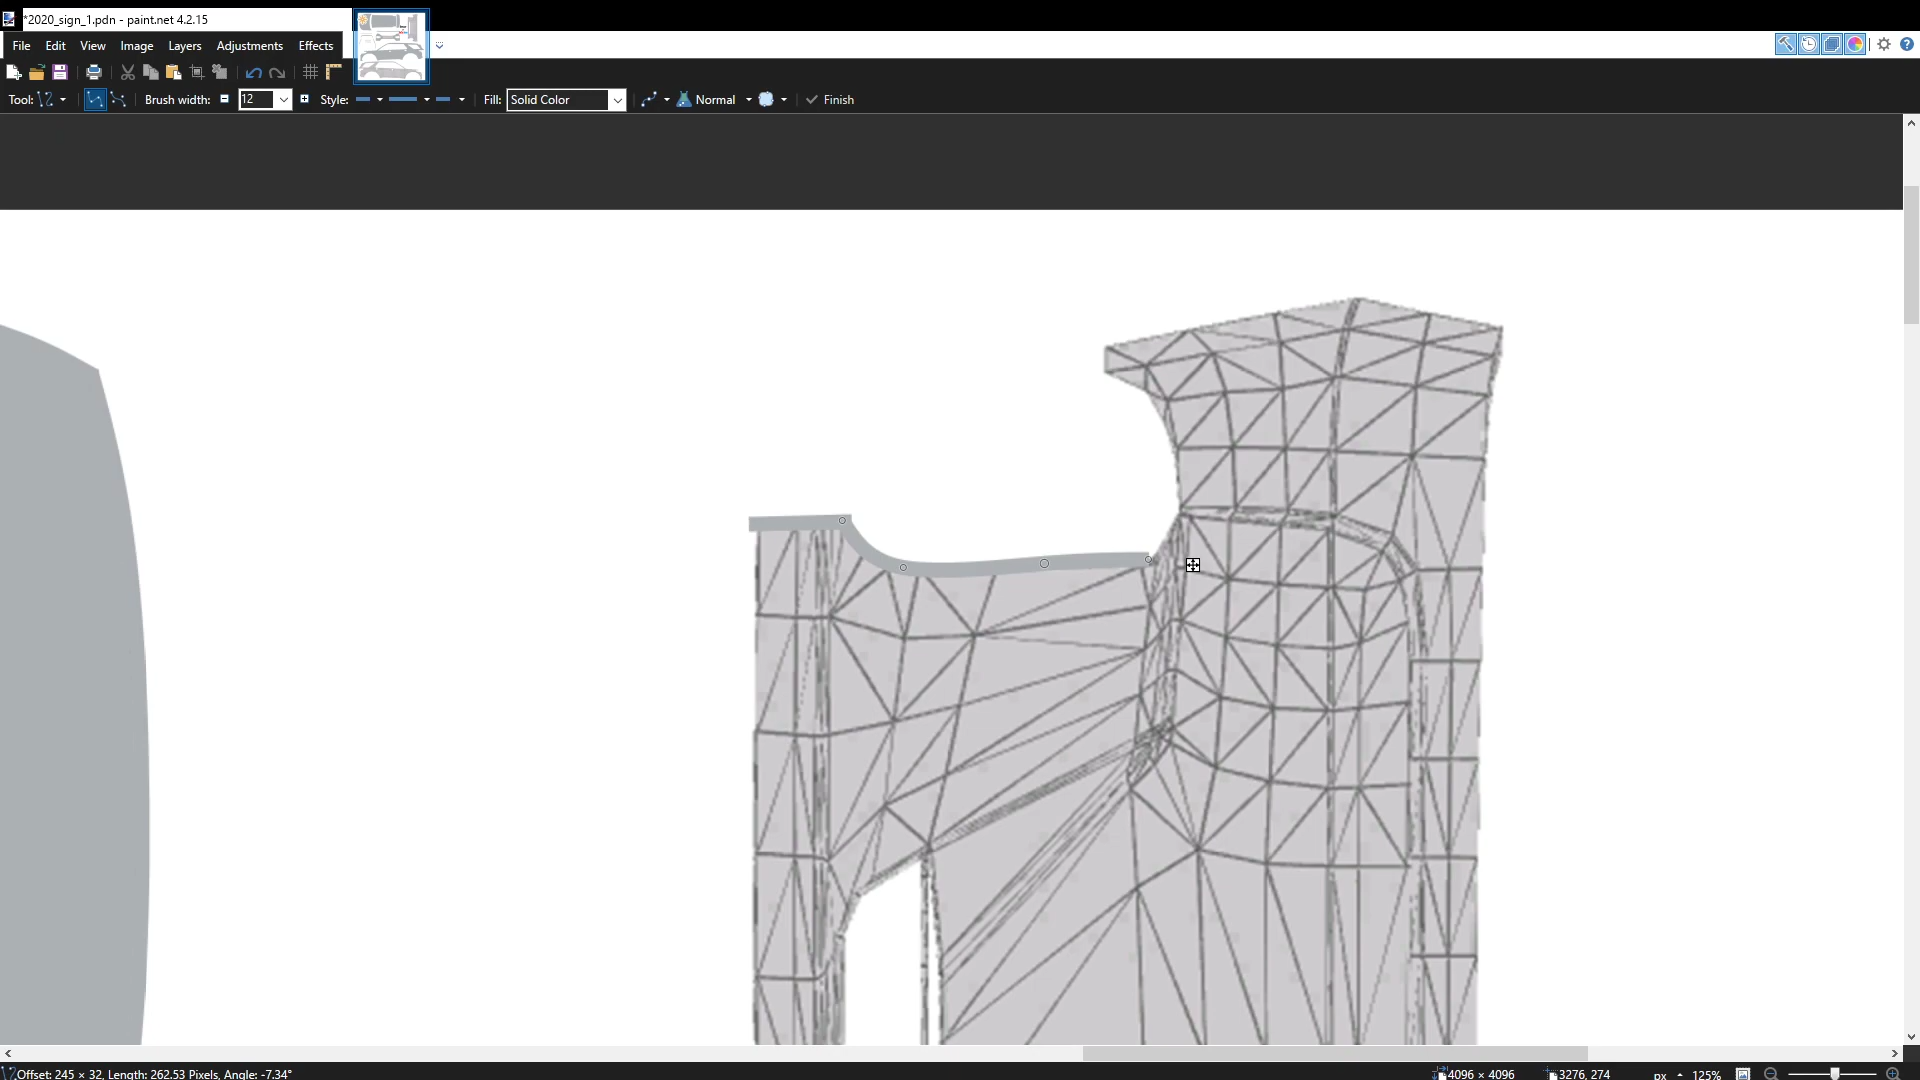 *2020_sign_1.pdn - paint.net 4.2.15
File Edit View Image Layers Adjustments Effects
Tool: Brush width: 12 Style: Fill: Solid Color Normal Finish
Offset: 245 × 32, Length: 262.53 Pixels, Angle: -7.34° 4096 × 4096 3276, 274 px 125%